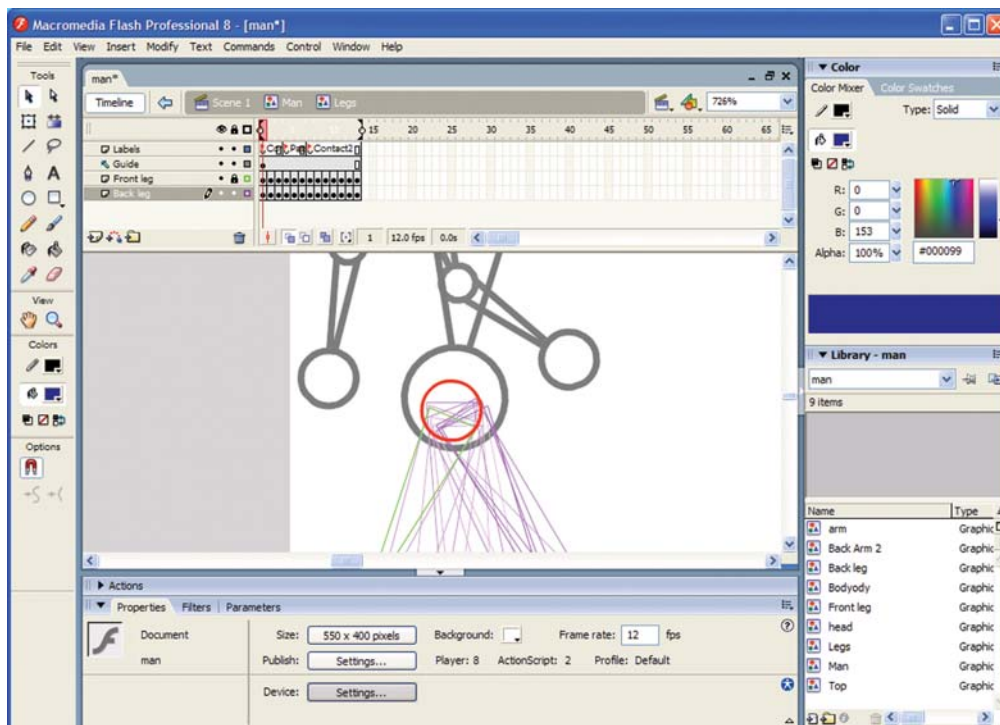 Macromedia Flash Professional 8 - [man*]
File Edit View Insert Modify Text Commands Control Window Help
Tools
View
Colors
Options
man*
Timeline Scene 1 Man Legs 726%
15 20 25 30 35 40 45 50 55 60 65
Labels Contact2
Guide
Front leg
Back leg
1 12.0 fps 0.0s
Actions
Properties Filters Parameters
Document Size: 550 x 400 pixels Background: Frame rate: 12 fps
man Publish: Settings... Player: 8 ActionScript: 2 Profile: Default
Device: Settings...
Color
Color Mixer Color Swatches
Type: Solid
R: 0
G: 0
B: 153
Alpha: 100% #000099
Library - man
man
9 items
Name Type
arm Graphic
Back Arm 2 Graphic
Back leg Graphic
Bodyody Graphic
Front leg Graphic
head Graphic
Legs Graphic
Man Graphic
Top Graphic